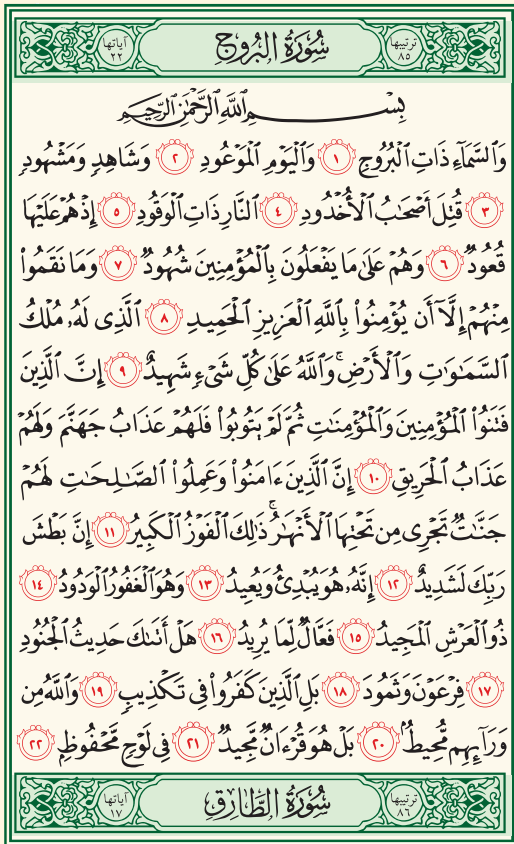 ترتيبها ٨٥ سُورَةُ البُرُوجِ آياتها ٢٢
بِسْمِ ٱللَّهِ ٱلرَّحْمَٰنِ ٱلرَّحِيمِ
وَٱلسَّمَآءِ ذَاتِ ٱلْبُرُوجِ ١ وَٱلْيَوْمِ ٱلْمَوْعُودِ ٢ وَشَاهِدٍ وَمَشْهُودٍ
٣ قُتِلَ أَصْحَٰبُ ٱلْأُخْدُودِ ٤ ٱلنَّارِ ذَاتِ ٱلْوَقُودِ ٥ إِذْ هُمْ عَلَيْهَا
قُعُودٌ ٦ وَهُمْ عَلَىٰ مَا يَفْعَلُونَ بِٱلْمُؤْمِنِينَ شُهُودٌ ٧ وَمَا نَقَمُوا۟
مِنْهُمْ إِلَّآ أَن يُؤْمِنُوا۟ بِٱللَّهِ ٱلْعَزِيزِ ٱلْحَمِيدِ ٨ ٱلَّذِى لَهُۥ مُلْكُ
ٱلسَّمَٰوَٰتِ وَٱلْأَرْضِ ۚ وَٱللَّهُ عَلَىٰ كُلِّ شَىْءٍ شَهِيدٌ ٩ إِنَّ ٱلَّذِينَ
فَتَنُوا۟ ٱلْمُؤْمِنِينَ وَٱلْمُؤْمِنَٰتِ ثُمَّ لَمْ يَتُوبُوا۟ فَلَهُمْ عَذَابُ جَهَنَّمَ وَلَهُمْ
عَذَابُ ٱلْحَرِيقِ ١٠ إِنَّ ٱلَّذِينَ ءَامَنُوا۟ وَعَمِلُوا۟ ٱلصَّٰلِحَٰتِ لَهُمْ
جَنَّٰتٌ تَجْرِى مِن تَحْتِهَا ٱلْأَنْهَٰرُ ۚ ذَٰلِكَ ٱلْفَوْزُ ٱلْكَبِيرُ ١١ إِنَّ بَطْشَ
رَبِّكَ لَشَدِيدٌ ١٢ إِنَّهُۥ هُوَ يُبْدِئُ وَيُعِيدُ ١٣ وَهُوَ ٱلْغَفُورُ ٱلْوَدُودُ ١٤
ذُو ٱلْعَرْشِ ٱلْمَجِيدُ ١٥ فَعَّالٌ لِّمَا يُرِيدُ ١٦ هَلْ أَتَىٰكَ حَدِيثُ ٱلْجُنُودِ
١٧ فِرْعَوْنَ وَثَمُودَ ١٨ بَلِ ٱلَّذِينَ كَفَرُوا۟ فِى تَكْذِيبٍ ١٩ وَٱللَّهُ مِن
وَرَآئِهِم مُّحِيطٌۢ ٢٠ بَلْ هُوَ قُرْءَانٌ مَّجِيدٌ ٢١ فِى لَوْحٍ مَّحْفُوظٍۭ ٢٢
ترتيبها ٨٦ سُورَةُ الطَّارِقِ آياتها ١٧